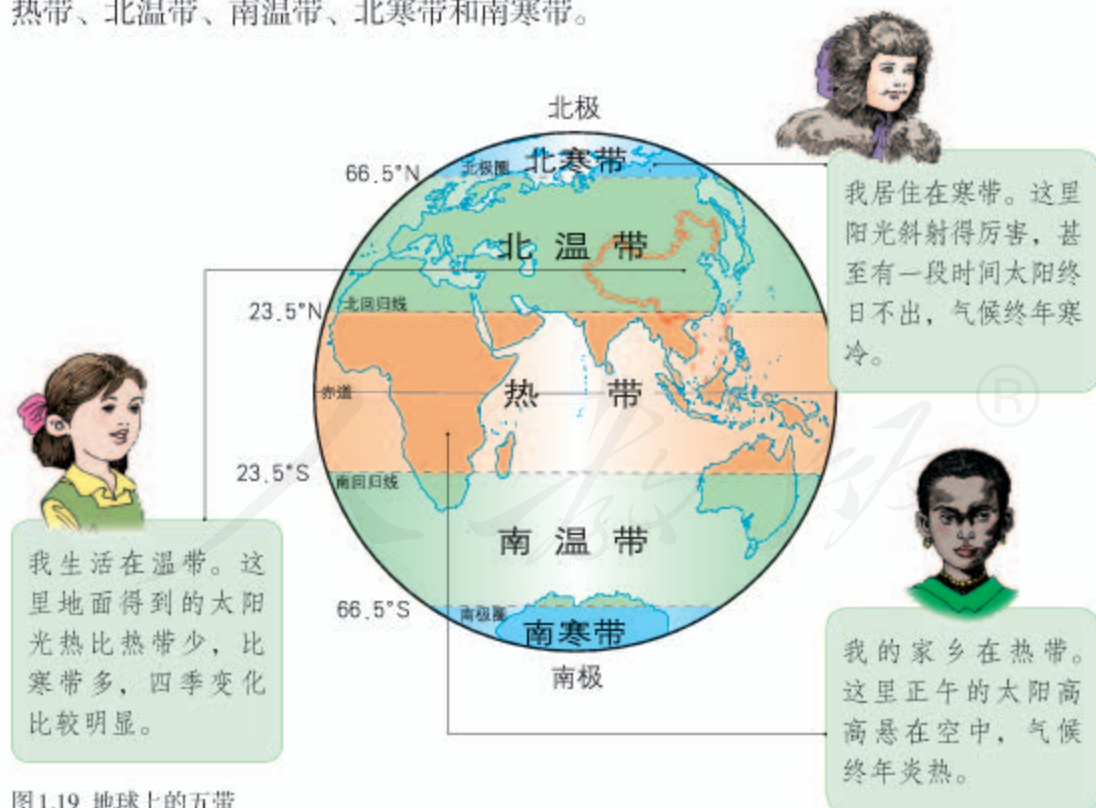 热带、北温带、南温带、北寒带和南寒带。
北极
66.5°N
北极圈
北寒带
北温带
23.5°N
北回归线
赤道
热带
23.5°S
南回归线
南温带
66.5°S
南极圈
南寒带
南极
我居住在寒带。这里
阳光斜射得厉害，甚
至有一段时间太阳终
日不出，气候终年寒
冷。
我生活在温带。这
里地面得到的太阳
光热比热带少，比
寒带多，四季变化
比较明显。
我的家乡在热带。
这里正午的太阳高
高悬在空中，气候
终年炎热。
图1.19 地球上的五带
人教
®